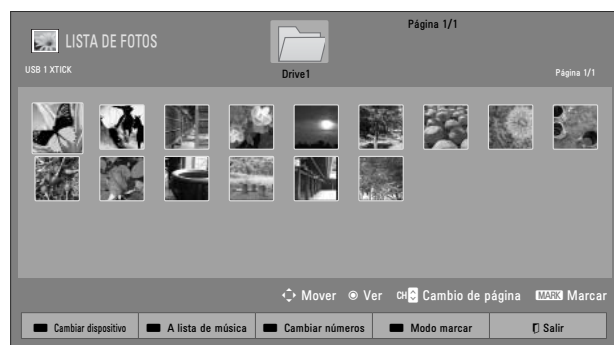 Página 1/1
LISTA DE FOTOS
USB 1 XTICK
Drive1
Página 1/1
Mover Ver CH Cambio de página MARK Marcar
Cambiar dispositivo A lista de música Cambiar números Modo marcar Salir